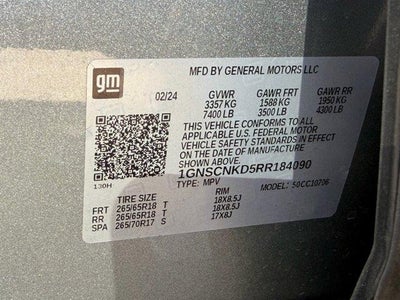 gm
MFD BY GENERAL MOTORS LLC
02/24 GVWR GAWR FRT GAWR RR
3357 KG 1588 KG 1950 KG
7400 LB 3500 LB 4300 LB
THIS VEHICLE CONFORMS TO ALL
APPLICABLE U.S. FEDERAL MOTOR
VEHICLE SAFETY STANDARDS IN EFFECT
ON THE DATE OF MANUFACTURE
SHOWN ABOVE.
1GNSCNKD5RR184090
130H TYPE: MPV MODEL: S0CC10706
TIRE SIZE RIM
FRT 265/65R18 T 18X8.5J
RR 265/65R18 T 18X8.5J
SPA 265/70R17 S 17X8J